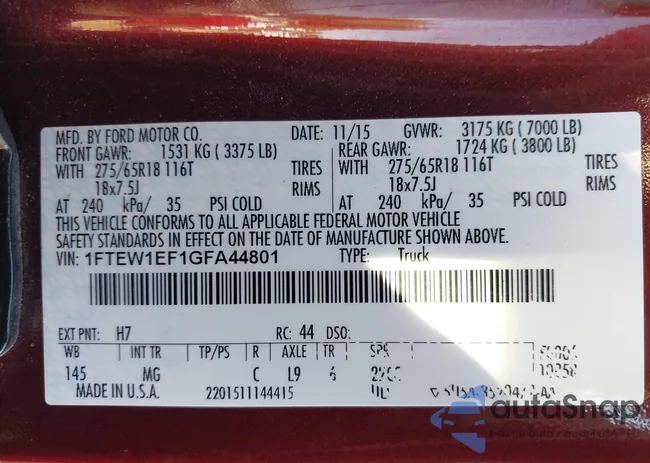 MFD. BY FORD MOTOR CO. DATE: 11/15 GVWR: 3175 KG ( 7000 LB)
FRONT GAWR: 1531 KG ( 3375 LB) REAR GAWR: 1724 KG ( 3800 LB)
WITH 275/65R18 116T TIRES WITH 275/65R18 116T TIRES
18x7.5J RIMS 18x7.5J RIMS
AT 240 kPa/ 35 PSI COLD AT 240 kPa/ 35 PSI COLD
THIS VEHICLE CONFORMS TO ALL APPLICABLE FEDERAL MOTOR VEHICLE
SAFETY STANDARDS IN EFFECT ON THE DATE OF MANUFACTURE SHOWN ABOVE.
VIN: 1FTEW1EF1GFA44801 TYPE: Truck
EXT PNT: H7 RC: 44 DSO:
WB INT TR TP/PS R AXLE TR SPR
145 MG C L9 6
MADE IN U.S.A. 2201511144415
autoSnap